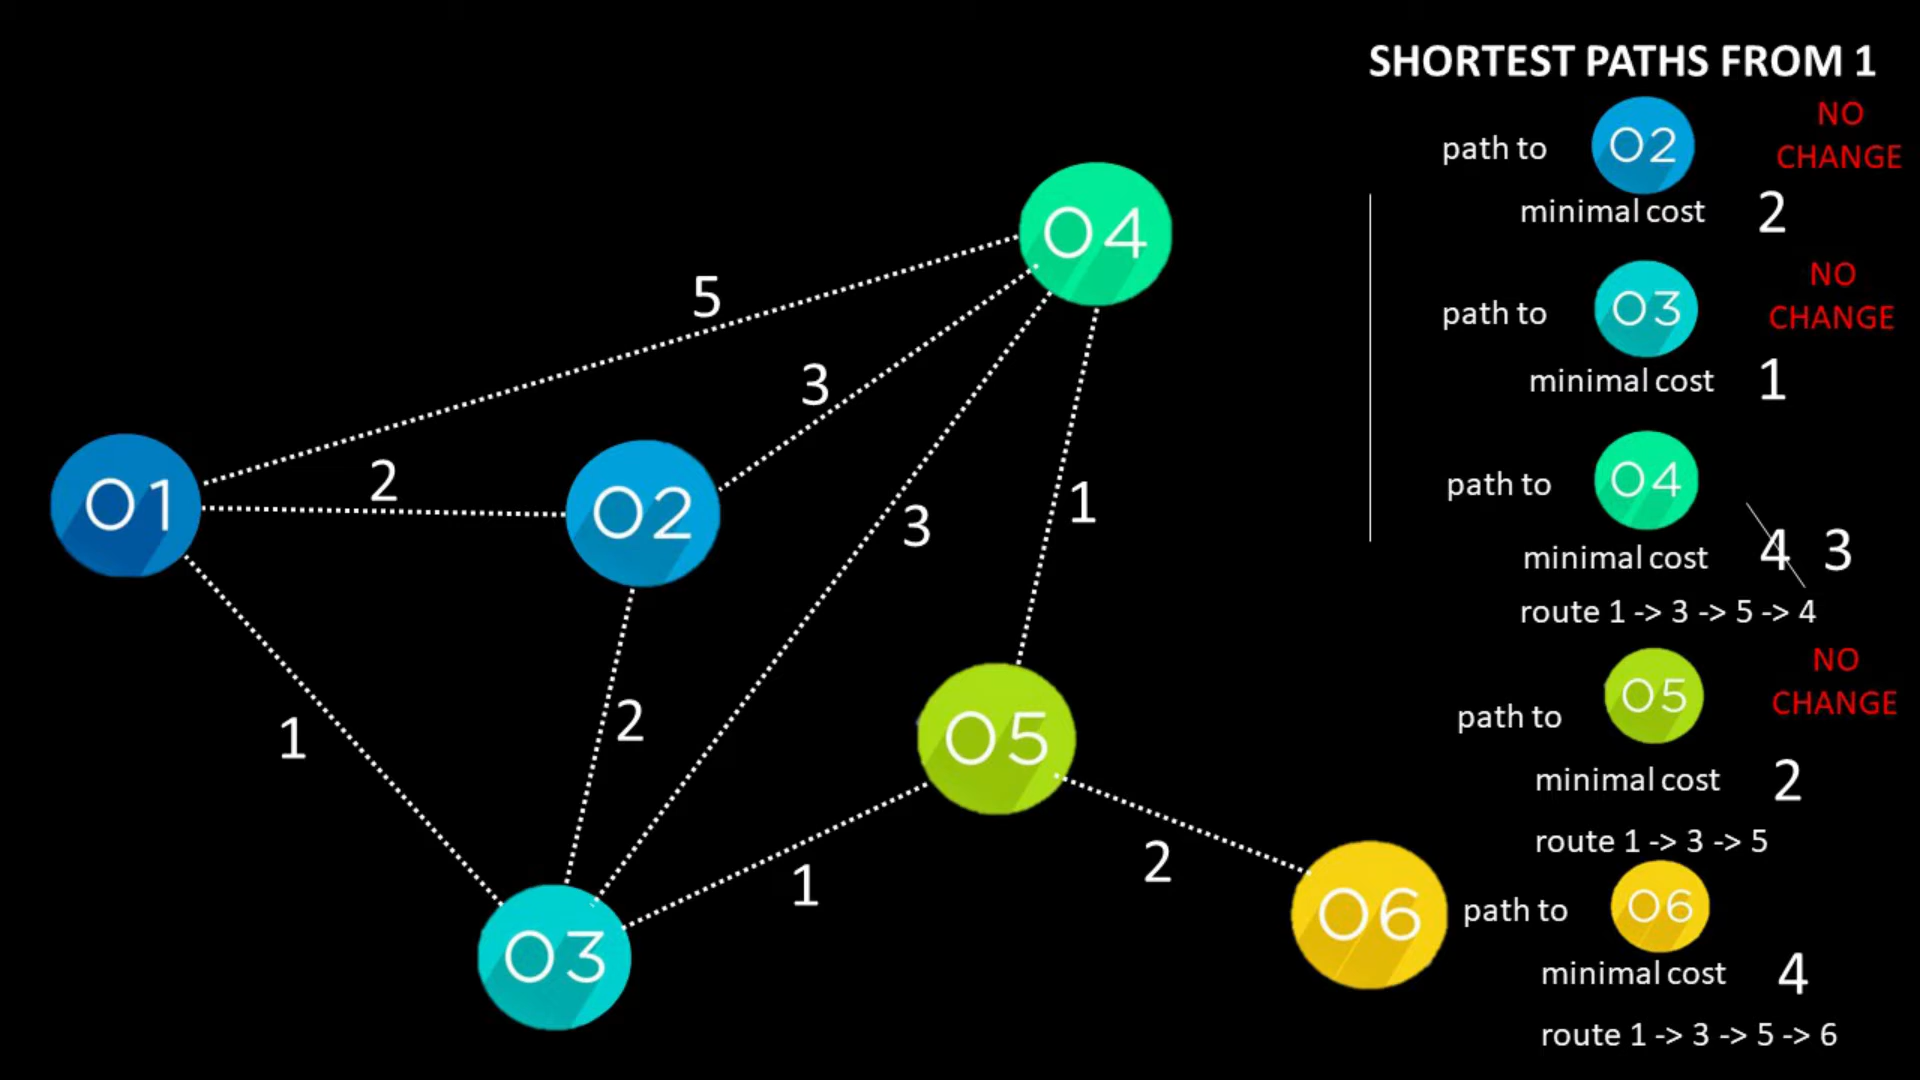 SHORTEST PATHS FROM 1
NO
CHANGE
path to 02
minimal cost 2
NO
CHANGE
path to 03
minimal cost 1
path to 04
minimal cost 4 3
route 1 -> 3 -> 5 -> 4
NO
CHANGE
path to 05
minimal cost 2
route 1 -> 3 -> 5
path to 06
minimal cost 4
route 1 -> 3 -> 5 -> 6
04
5
3
01
2
02
3
1
2
1
05
03
1
2
06